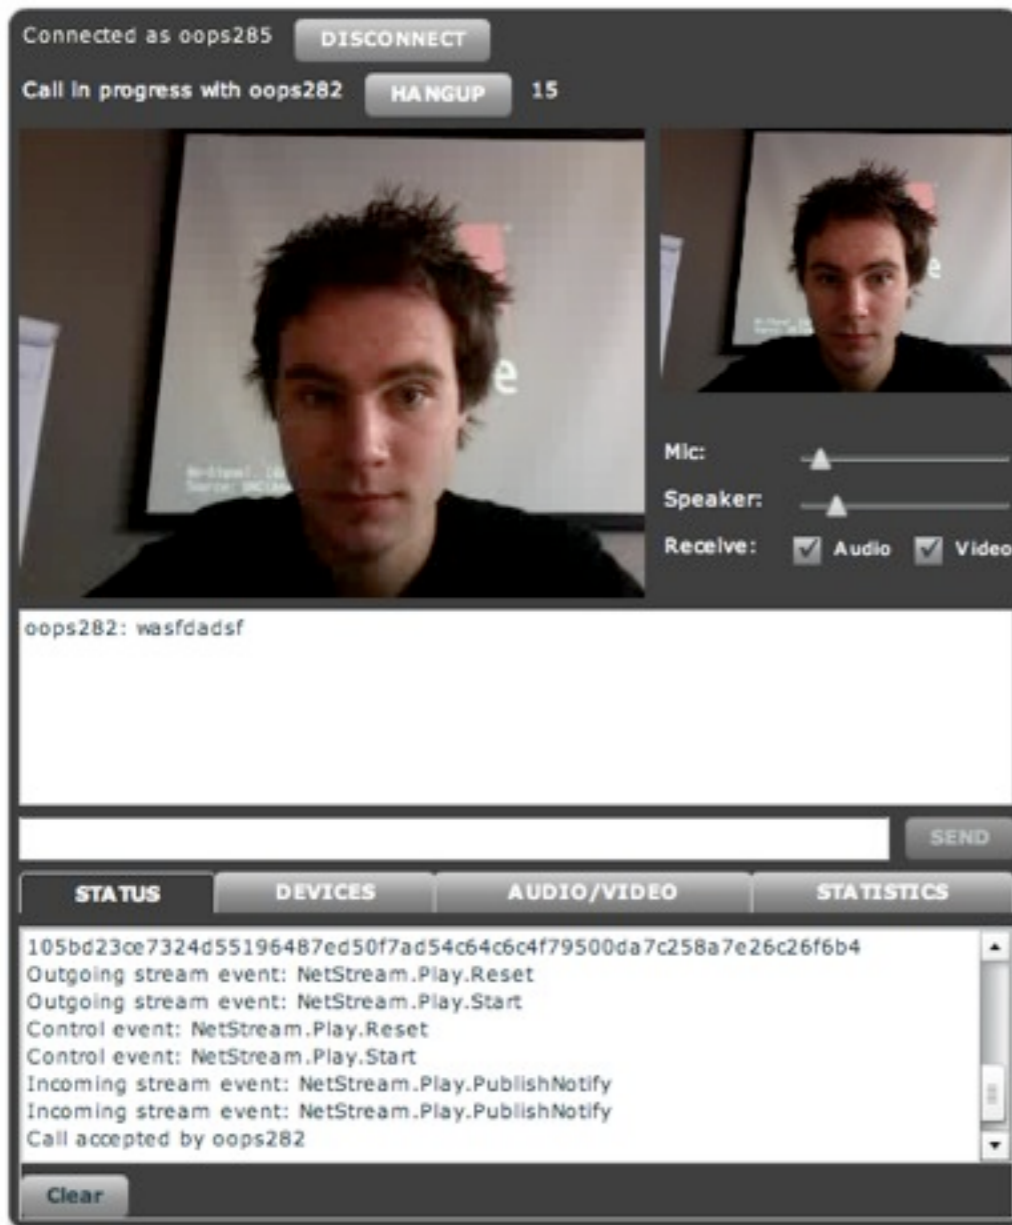 Connected as oops285 DISCONNECT
Call in progress with oops282 HANGUP 15
e
e
Mic:
Speaker:
Receive: Audio Video
oops282: wasfdadsf
SEND
STATUS DEVICES AUDIO/VIDEO STATISTICS
105bd23ce7324d55196487ed50f7ad54c64c6c4f79500da7c258a7e26c26f6b4
Outgoing stream event: NetStream.Play.Reset
Outgoing stream event: NetStream.Play.Start
Control event: NetStream.Play.Reset
Control event: NetStream.Play.Start
Incoming stream event: NetStream.Play.PublishNotify
Incoming stream event: NetStream.Play.PublishNotify
Call accepted by oops282
Clear